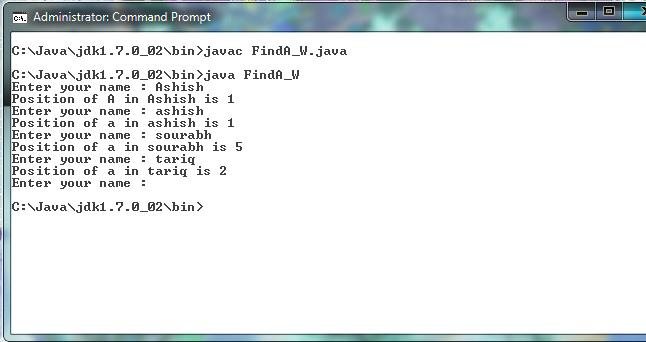 Administrator: Command Prompt
C:\Java\jdk1.7.0_02\bin>javac FindA_W.java
C:\Java\jdk1.7.0_02\bin>java FindA_W
Enter your name : Ashish
Position of A in Ashish is 1
Enter your name : ashish
Position of a in ashish is 1
Enter your name : sourabh
Position of a in sourabh is 5
Enter your name : tariq
Position of a in tariq is 2
Enter your name :
C:\Java\jdk1.7.0_02\bin>